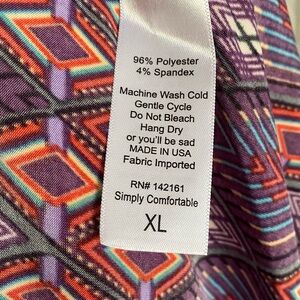 96% Polyester
4% Spandex
Machine Wash Cold
Gentle Cycle
Do Not Bleach
Hang Dry
or you'll be sad
MADE IN USA
Fabric Imported
RN# 142161
Simply Comfortable
XL